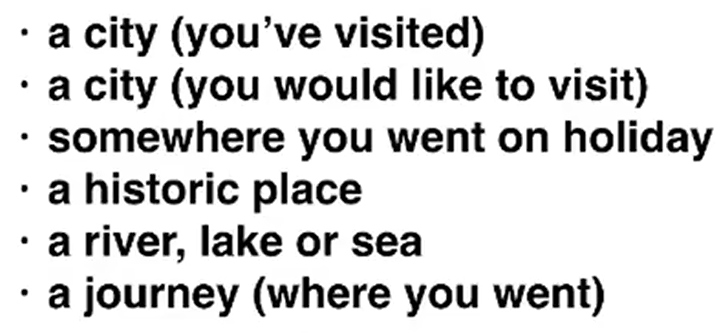 · a city (you’ve visited)
· a city (you would like to visit)
· somewhere you went on holiday
· a historic place
· a river, lake or sea
· a journey (where you went)